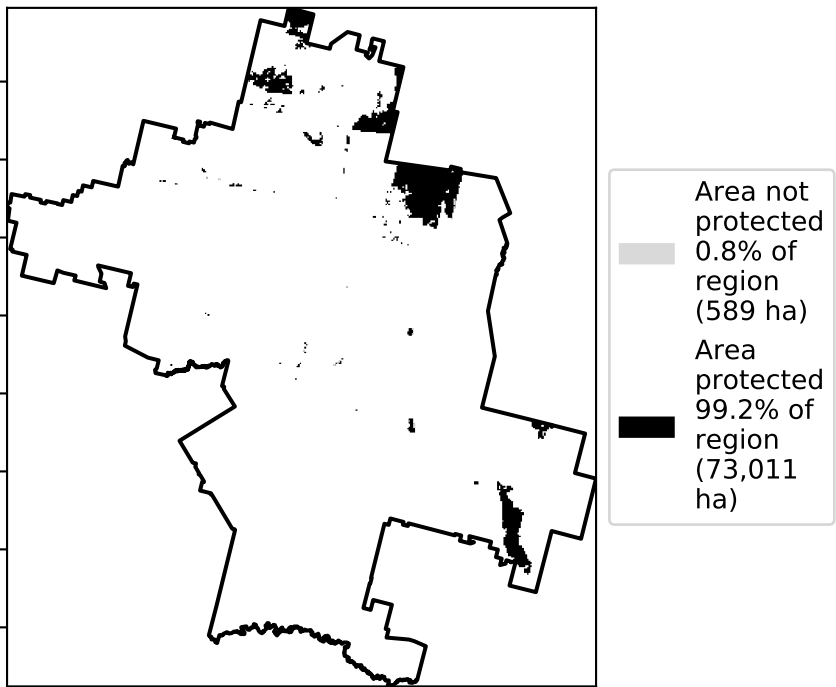 Area not
protected
0.8% of
region
(589 ha)
Area
protected
99.2% of
region
(73,011
ha)